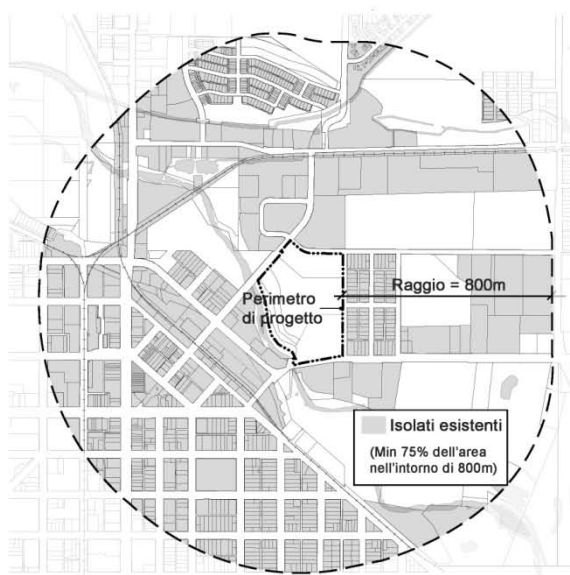 Perimetro
di progetto
Raggio = 800m
Isolati esistenti
(Min 75% dell'area
nell'intorno di 800m)